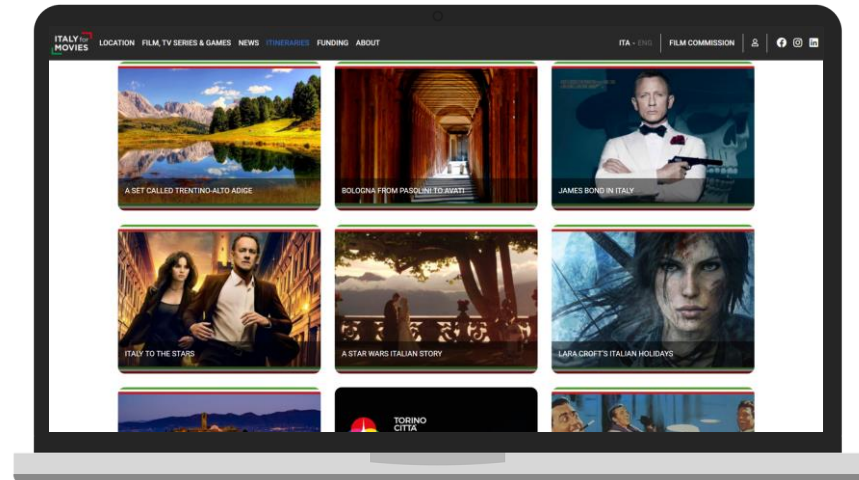 ITALY for
MOVIES
LOCATION FILM, TV SERIES & GAMES NEWS ITINERARIES FUNDING ABOUT
ITA - ENG FILM COMMISSION
A SET CALLED TRENTINO-ALTO ADIGE
BOLOGNA FROM PASOLINI TO AVATI
JAMES BOND IN ITALY
ITALY TO THE STARS
A STAR WARS ITALIAN STORY
LARA CROFT'S ITALIAN HOLIDAYS
TORINO
CITTÀ